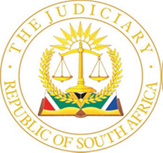 • THE JUDICIARY •
REPUBLIC OF SOUTH AFRICA